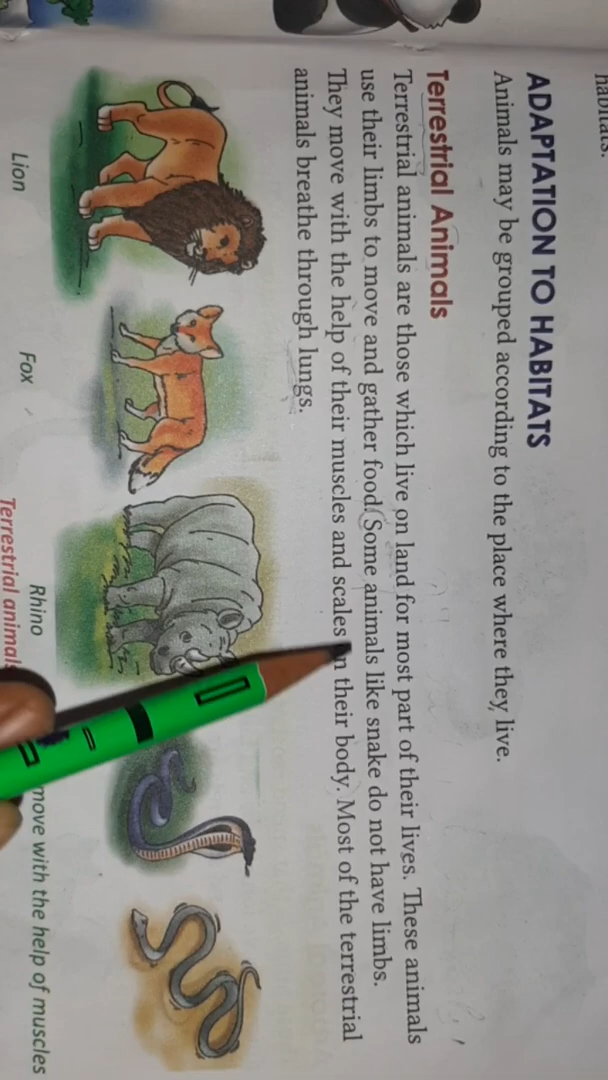 habitats.
ADAPTATION TO HABITATS
Animals may be grouped according to the place where they live.
Terrestrial Animals
Terrestrial animals are those which live on land for most part of their lives. These animals
use their limbs to move and gather food. Some animals like snake do not have limbs.
They move with the help of their muscles and scales on their body. Most of the terrestrial
animals breathe through lungs.
Lion
Fox
Rhino
move with the help of muscles
Terrestrial animals